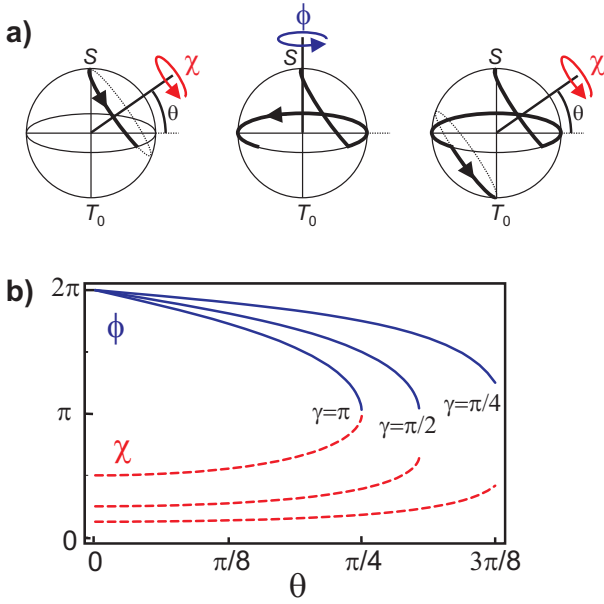 a)
S
χ
θ
T₀
ϕ
S
T₀
χ
θ
T₀
b)
2π
ϕ
π
χ
0
γ=π
γ=π/2
γ=π/4
0
π/8
π/4
3π/8
θ